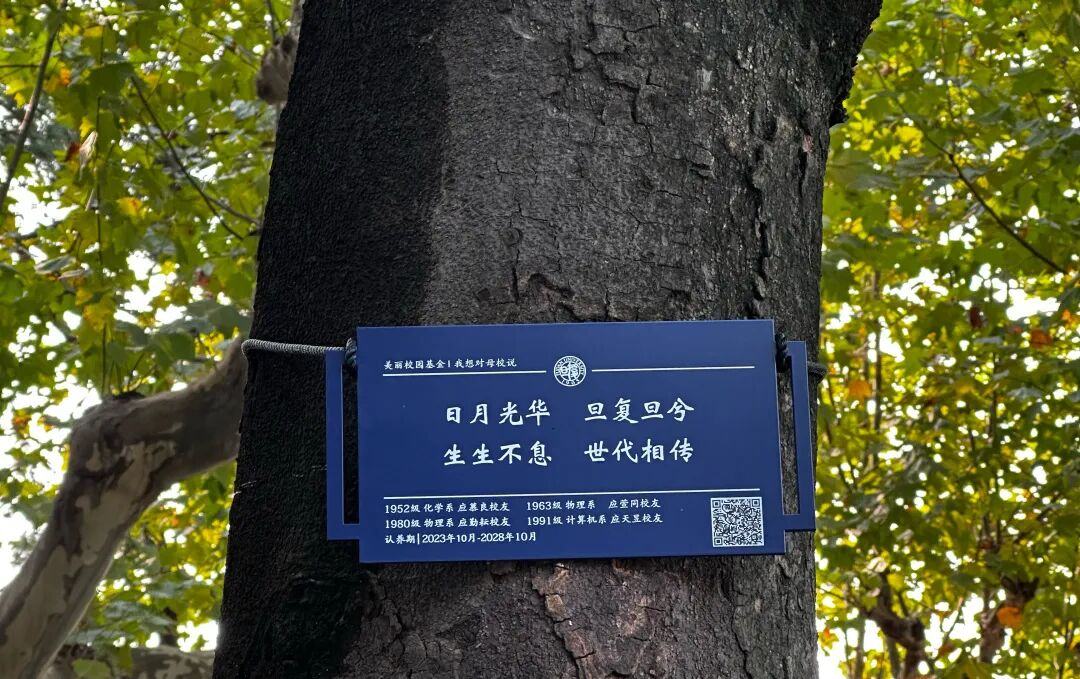 美丽校园基金 | 我想对母校说
日月光华 旦复旦兮
生生不息 世代相传
1952级 化学系 应慕良校友 1963级 物理系 应萱同校友
1980级 物理系 应勤耘校友 1991级 计算机系 应天昱校友
认养期 | 2023年10月-2028年10月